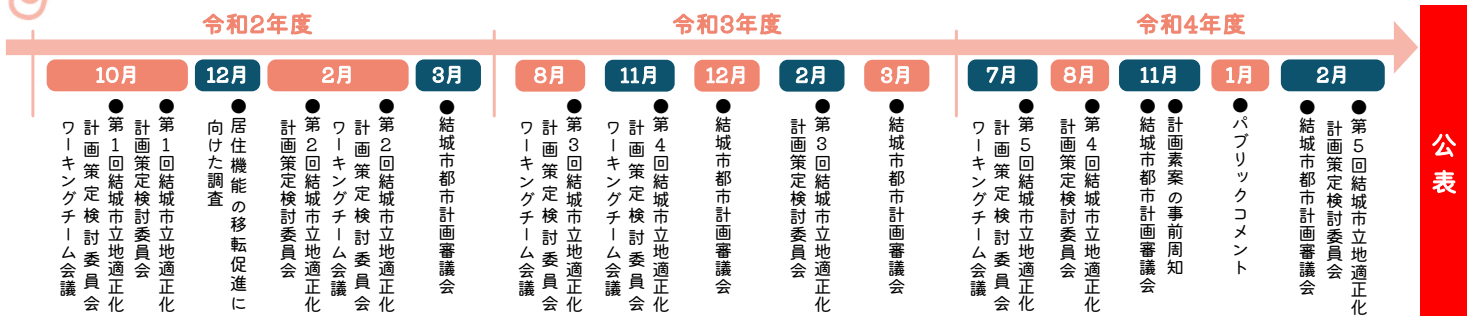 令和2年度
10月
●第1回結城市立地適正化
計画策定検討委員会
●第1回結城市立地適正化
計画策定検討委員会
ワーキングチーム会議
12月
●居住機能の移転促進に
向けた調査
2月
●第2回結城市立地適正化
計画策定検討委員会
ワーキングチーム会議
●第2回結城市立地適正化
計画策定検討委員会
3月
●結城市都市計画審議会
令和3年度
8月
●第3回結城市立地適正化
計画策定検討委員会
ワーキングチーム会議
11月
●第4回結城市立地適正化
計画策定検討委員会
ワーキングチーム会議
12月
●結城市都市計画審議会
2月
●第3回結城市立地適正化
計画策定検討委員会
3月
●結城市都市計画審議会
令和4年度
7月
●第5回結城市立地適正化
計画策定検討委員会
ワーキングチーム会議
8月
●第4回結城市立地適正化
計画策定検討委員会
11月
●計画素案の事前周知
●結城市都市計画審議会
1月
●パブリックコメント
2月
●第5回結城市立地適正化
計画策定検討委員会
●結城市都市計画審議会
公表